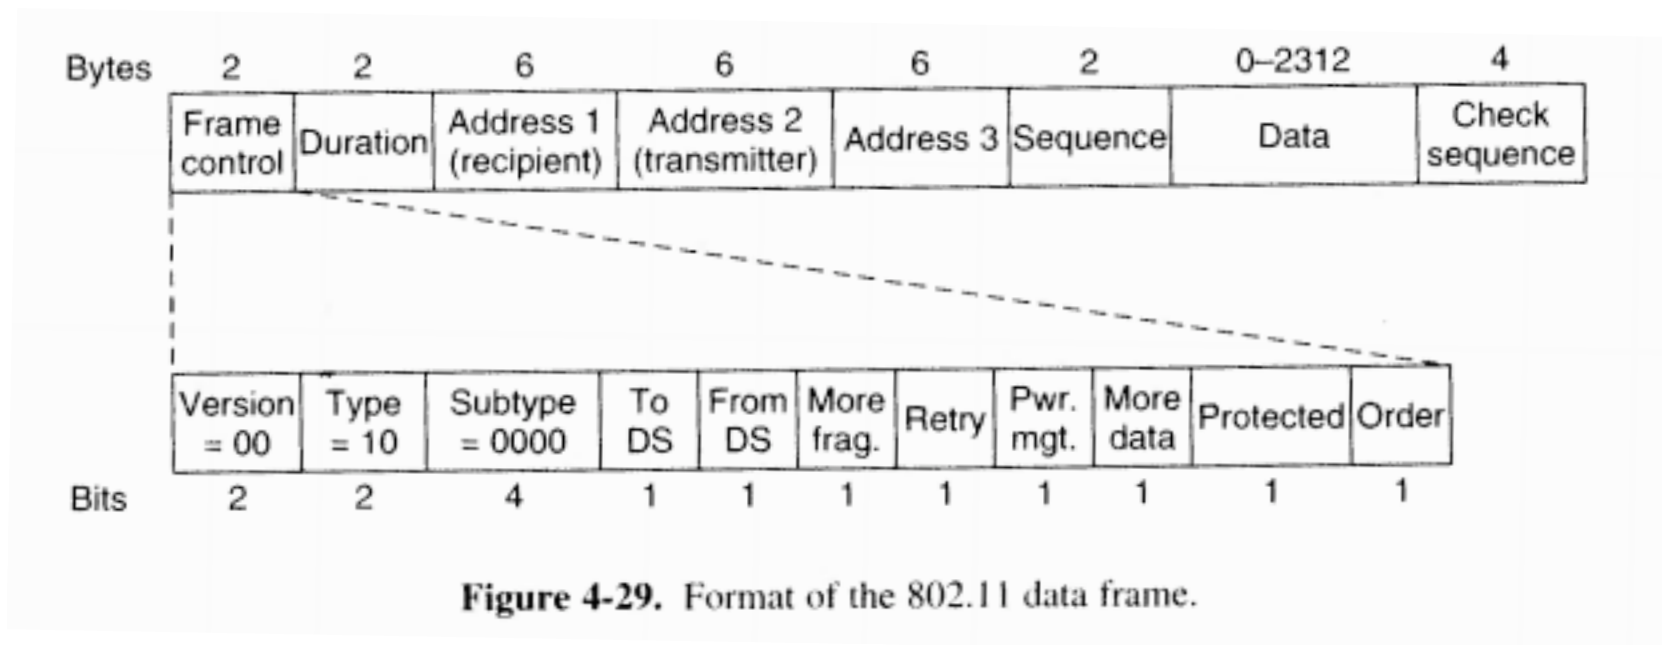 Bytes 2 2 6 6 6 2 0–2312 4
Frame control Duration Address 1 (recipient) Address 2 (transmitter) Address 3 Sequence Data Check sequence
Version = 00 Type = 10 Subtype = 0000 To DS From DS More frag. Retry Pwr. mgt. More data Protected Order
Bits 2 2 4 1 1 1 1 1 1 1 1
Figure 4-29. Format of the 802.11 data frame.